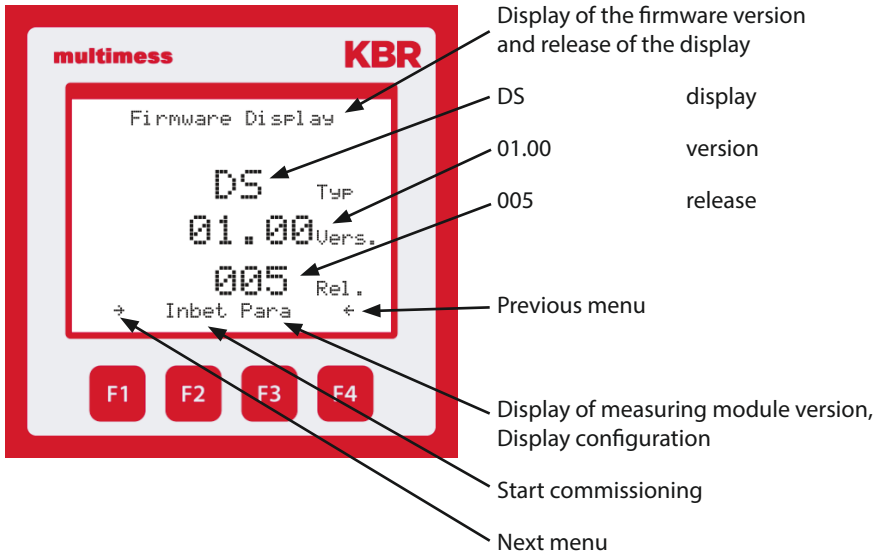 Display of the firmware version
and release of the display
multimess
KBR
Firmware Display
DS Typ
01.00 Vers.
005 Rel.
→ Inbet Para ←
F1 F2 F3 F4
DS display
01.00 version
005 release
Previous menu
Display of measuring module version,
Display configuration
Start commissioning
Next menu